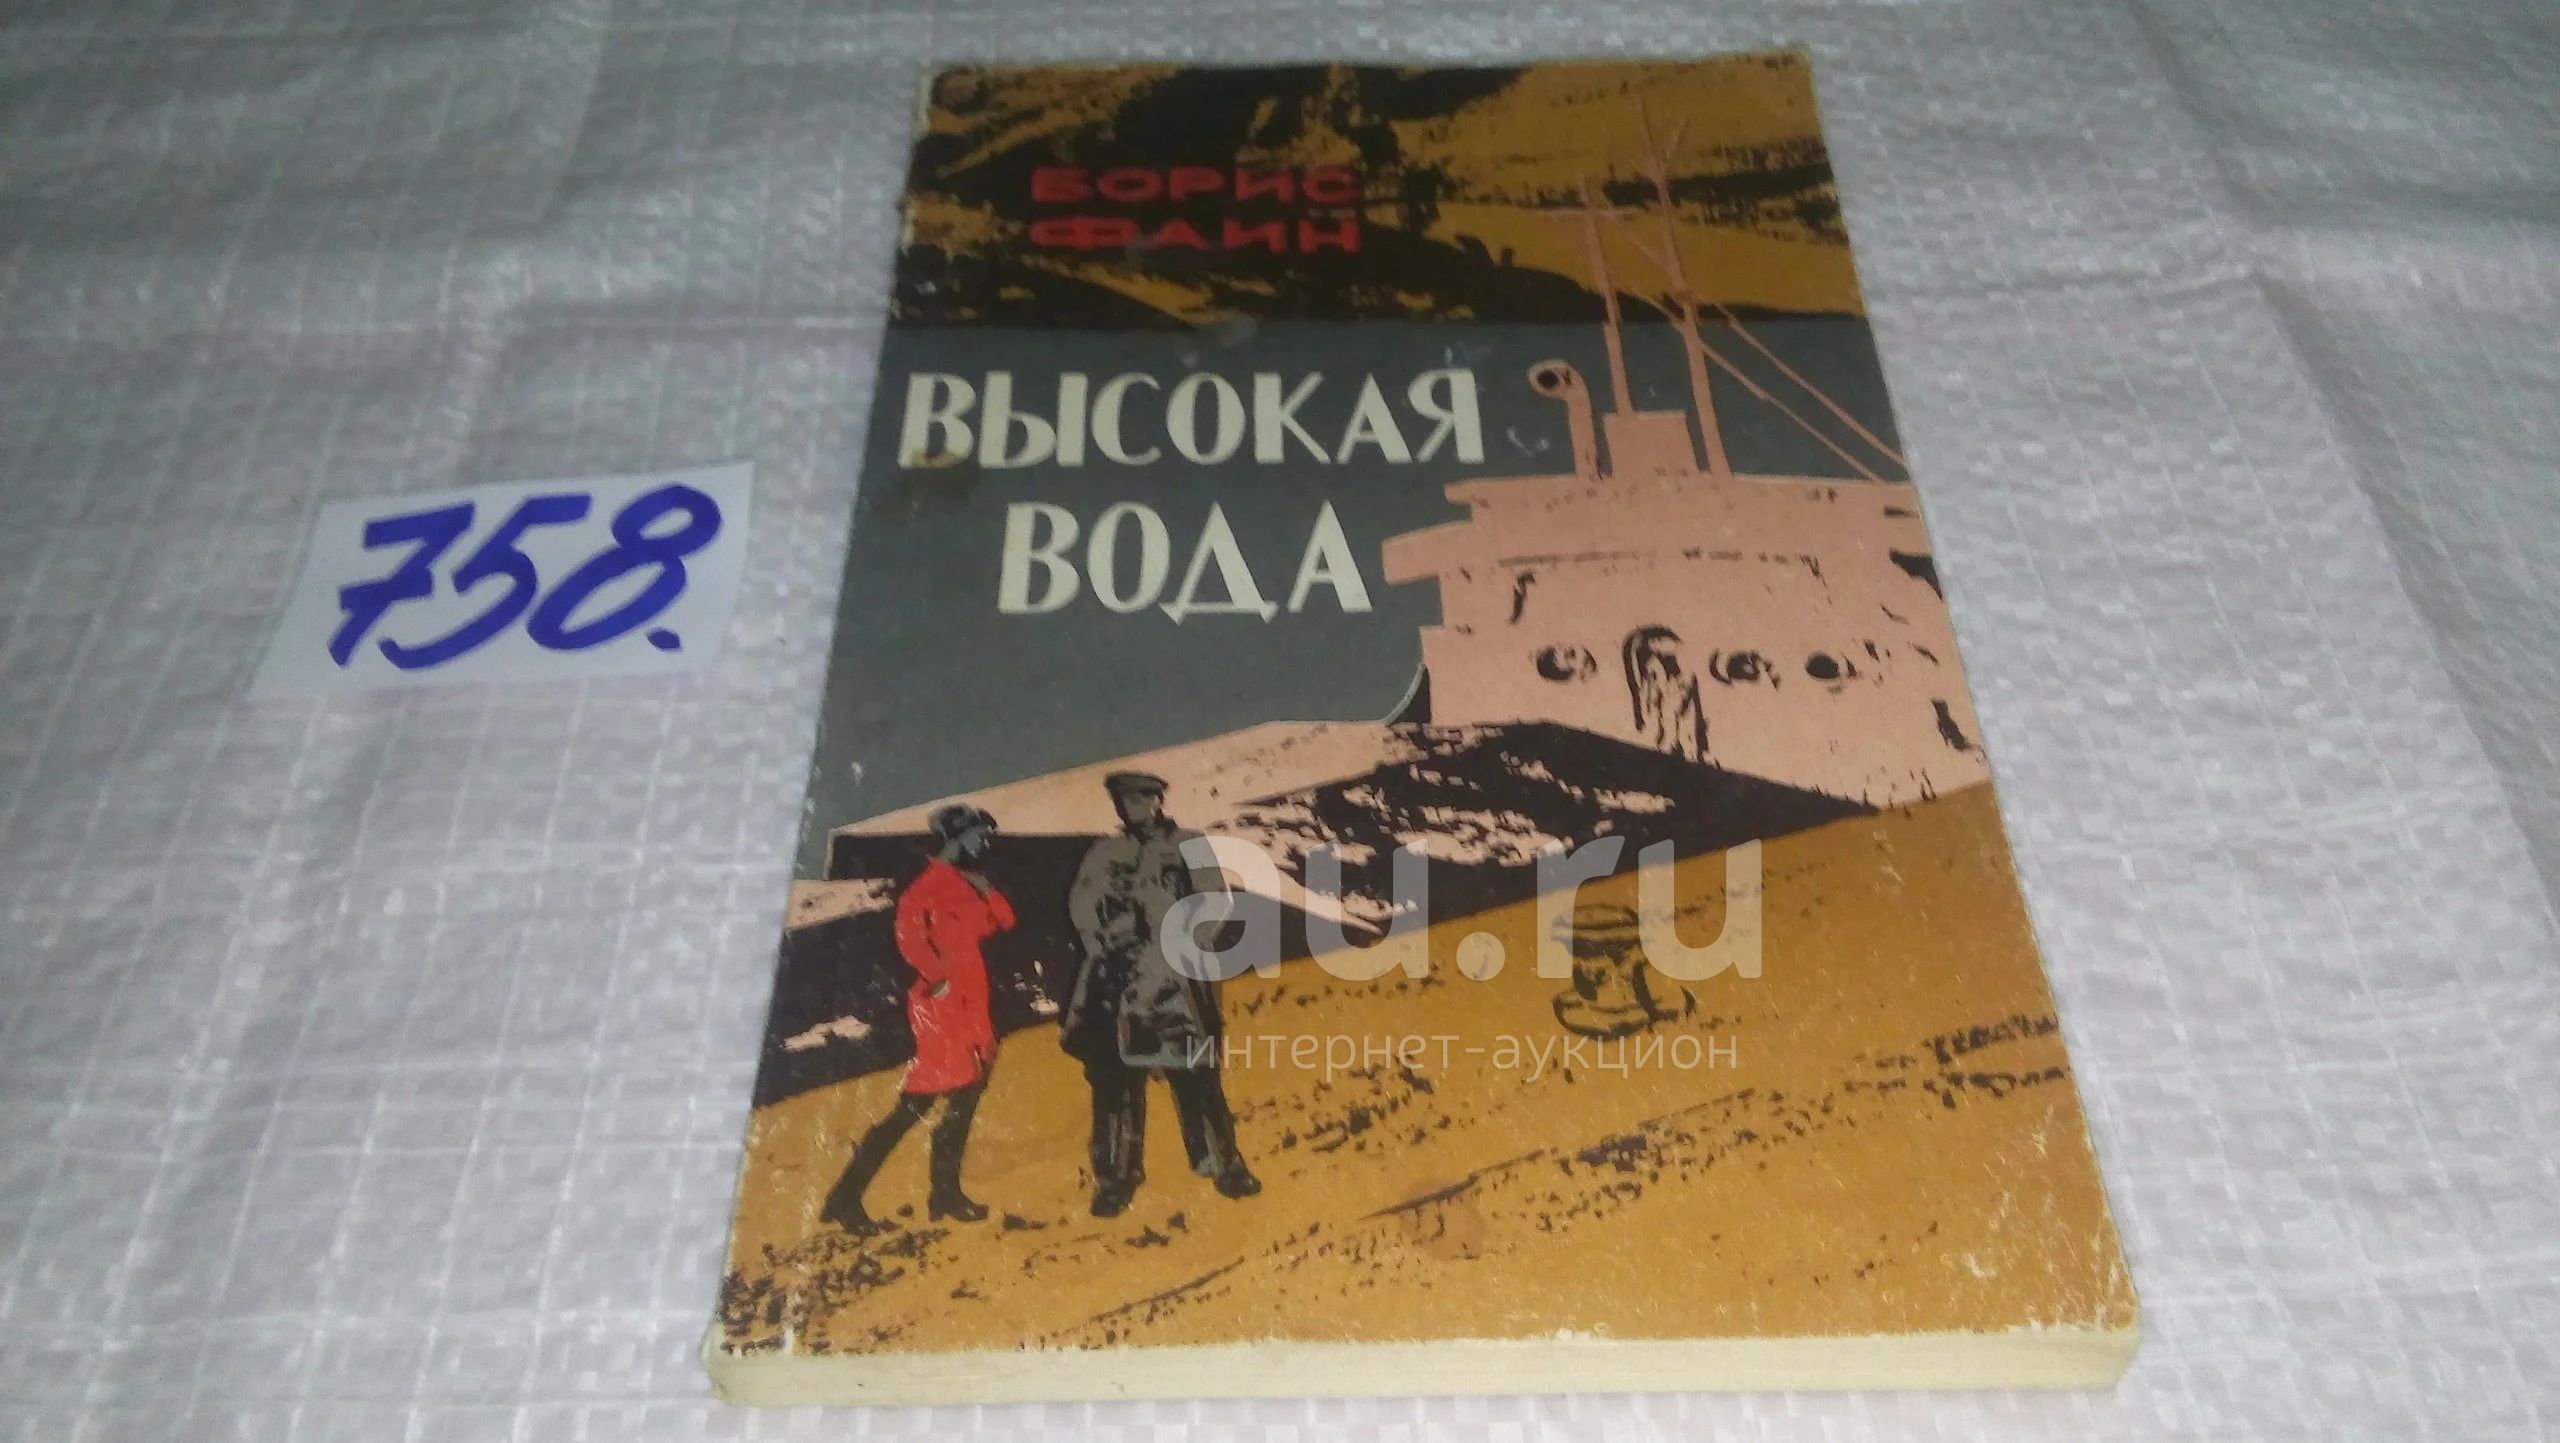 БОРИС
ФАИН
ВЫСОКАЯ
ВОДА
758.
au.ru
интернет-аукцион